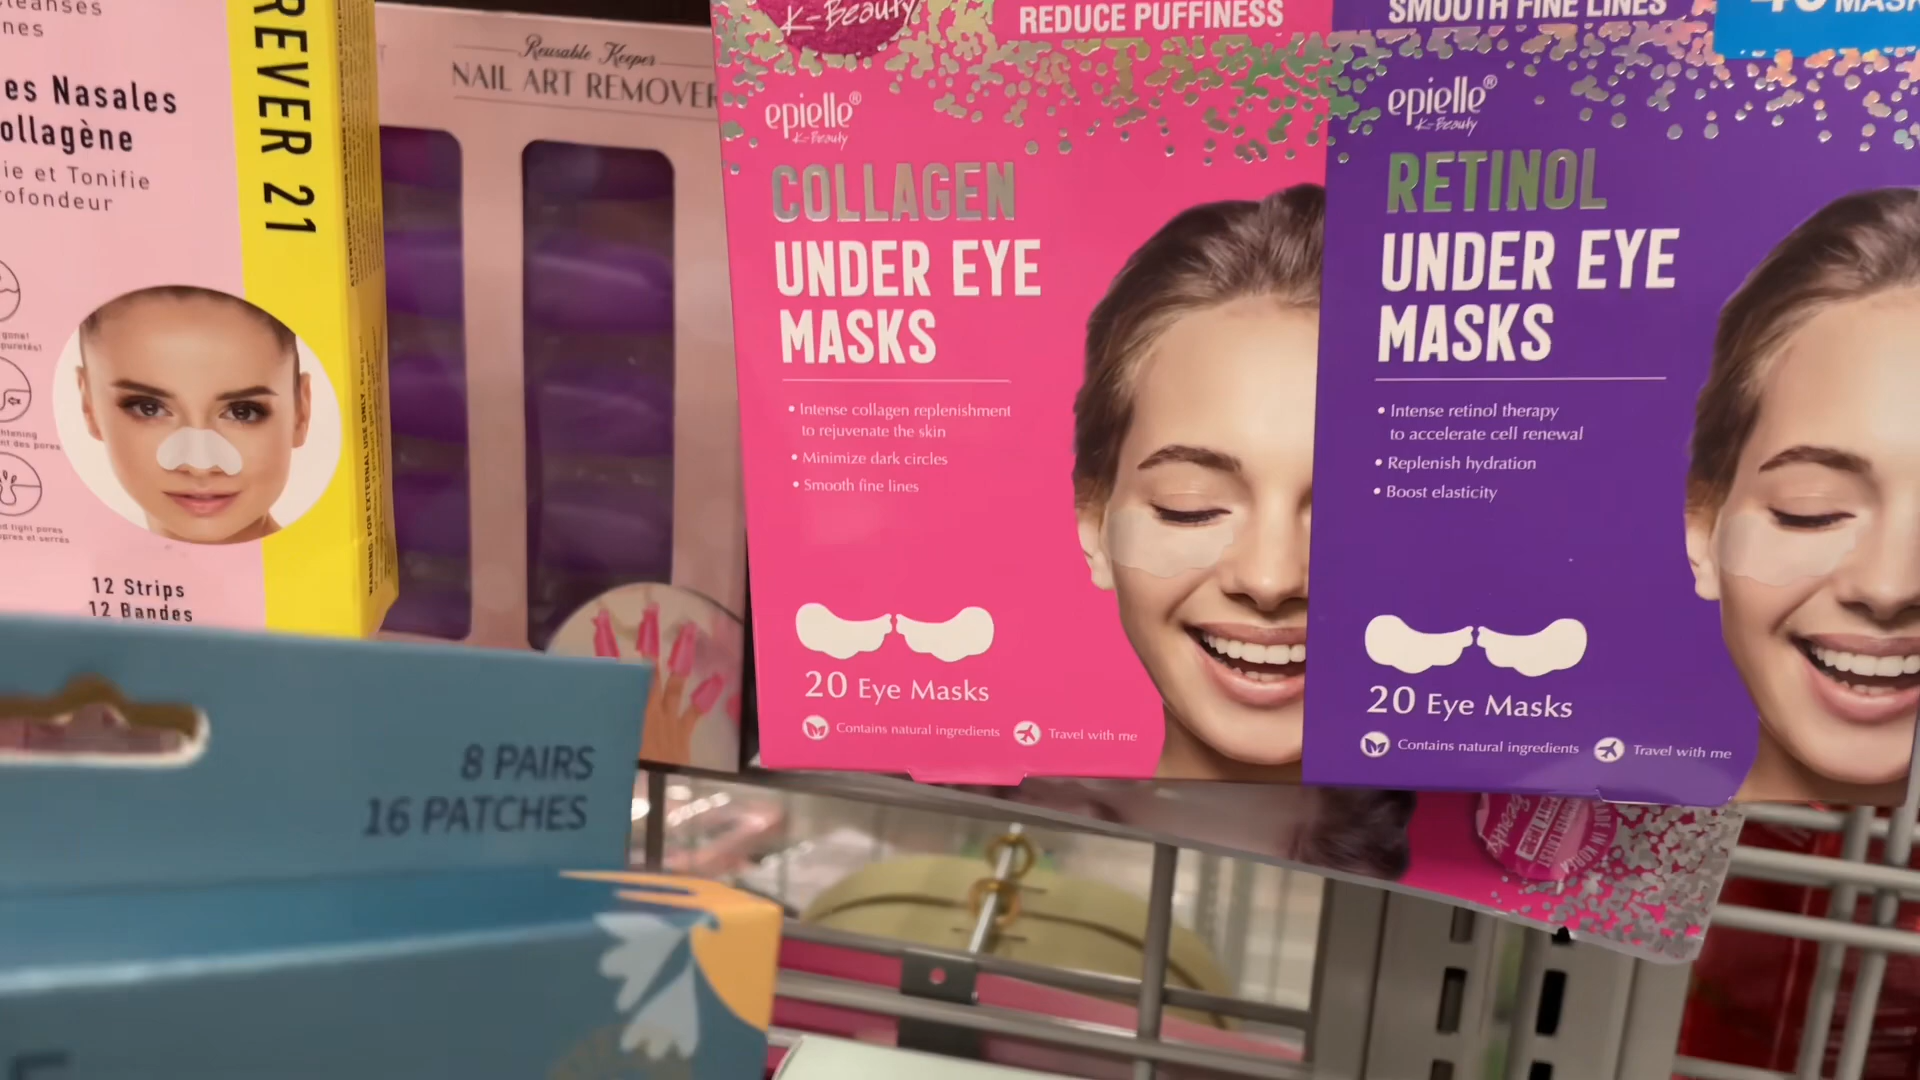 es Nasales
ollagène
ie et Tonifie
rofondeur
12 Strips
12 Bandes
REVER 21
Reusable Keeper
NAIL ART REMOVER
8 PAIRS
16 PATCHES
K-Beauty
REDUCE PUFFINESS
epielle®
K-Beauty
COLLAGEN
UNDER EYE
MASKS
• Intense collagen replenishment
to rejuvenate the skin
• Minimize dark circles
• Smooth fine lines
20 Eye Masks
Contains natural ingredients
Travel with me
SMOOTH FINE LINES
epielle®
K-Beauty
RETINOL
UNDER EYE
MASKS
• Intense retinol therapy
to accelerate cell renewal
• Replenish hydration
• Boost elasticity
20 Eye Masks
Contains natural ingredients
Travel with me
MADE IN KOREA